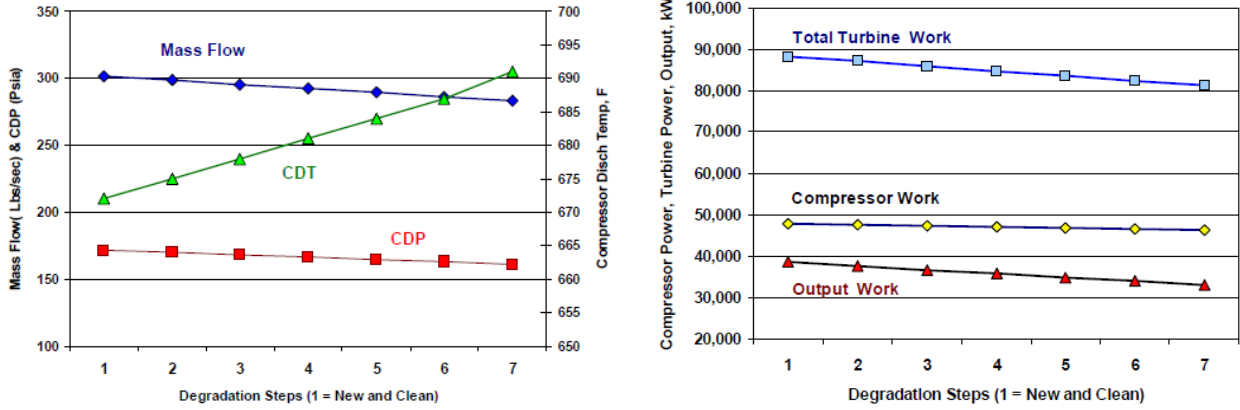 350
300
250
200
150
100
Mass Flow( Lbs/sec) & CDP (Psia)
Mass Flow
CDT
CDP
700
695
690
685
680
675
670
665
660
655
650
Compressor Disch Temp, F
1 2 3 4 5 6 7
Degradation Steps (1 = New and Clean)
Compressor Power, Turbine Power, Output, kW
100,000
90,000
80,000
70,000
60,000
50,000
40,000
30,000
20,000
Total Turbine Work
Compressor Work
Output Work
1 2 3 4 5 6 7
Degradation Steps (1 = New and Clean)